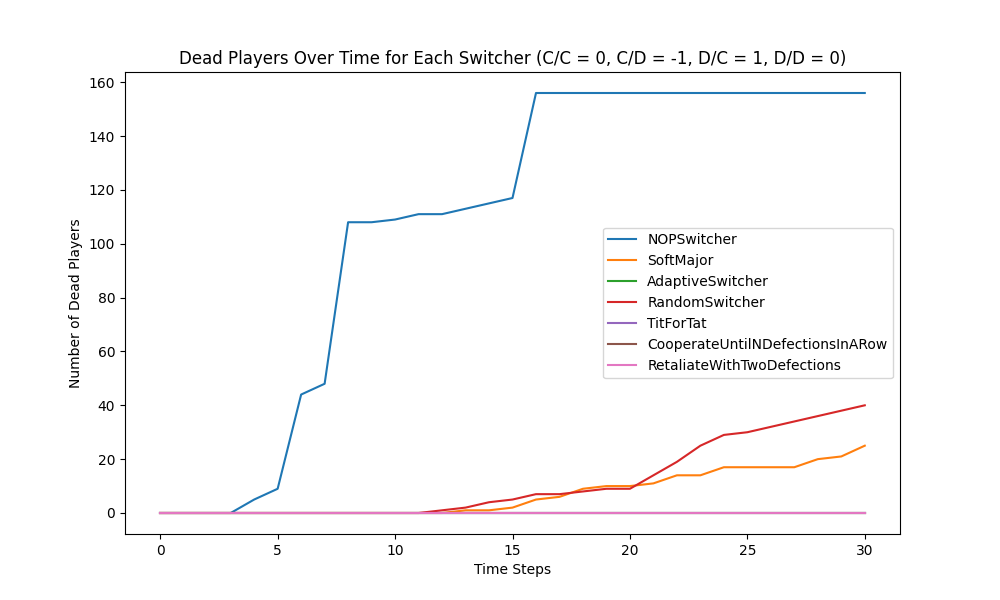 Dead Players Over Time for Each Switcher (C/C = 0, C/D = -1, D/C = 1, D/D = 0)
160
140
120
100
80
60
40
20
0
Number of Dead Players
NOPSwitcher
SoftMajor
AdaptiveSwitcher
RandomSwitcher
TitForTat
CooperateUntilNDefectionsInARow
RetaliateWithTwoDefections
0 5 10 15 20 25 30
Time Steps